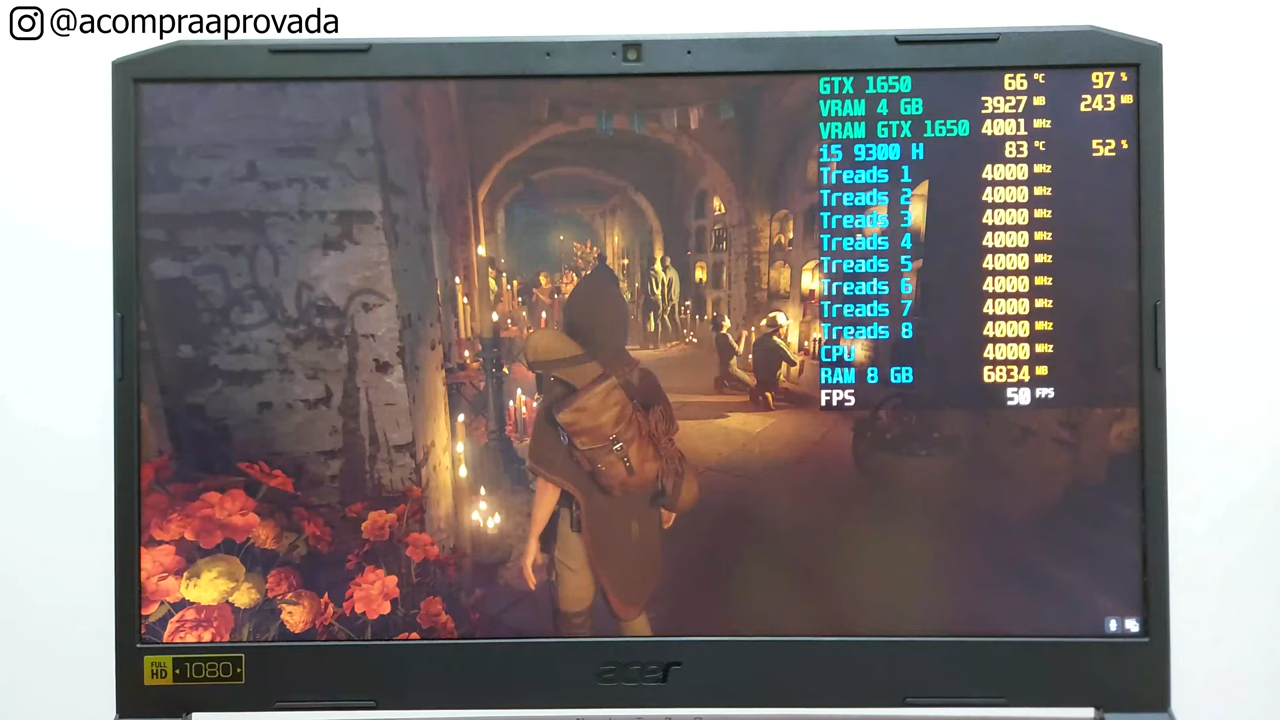 @acompraaprovada
GTX 1650 66 °C 97 %
VRAM 4 GB 3927 MB 243 MB
VRAM GTX 1650 4001 MHz
i5 9300 H 83 °C 52 %
Treads 1 4000 MHz
Treads 2 4000 MHz
Treads 3 4000 MHz
Treads 4 4000 MHz
Treads 5 4000 MHz
Treads 6 4000 MHz
Treads 7 4000 MHz
Treads 8 4000 MHz
CPU 4000 MHz
RAM 8 GB 6834 MB
FPS 50 FPS
FULL HD 1080
acer